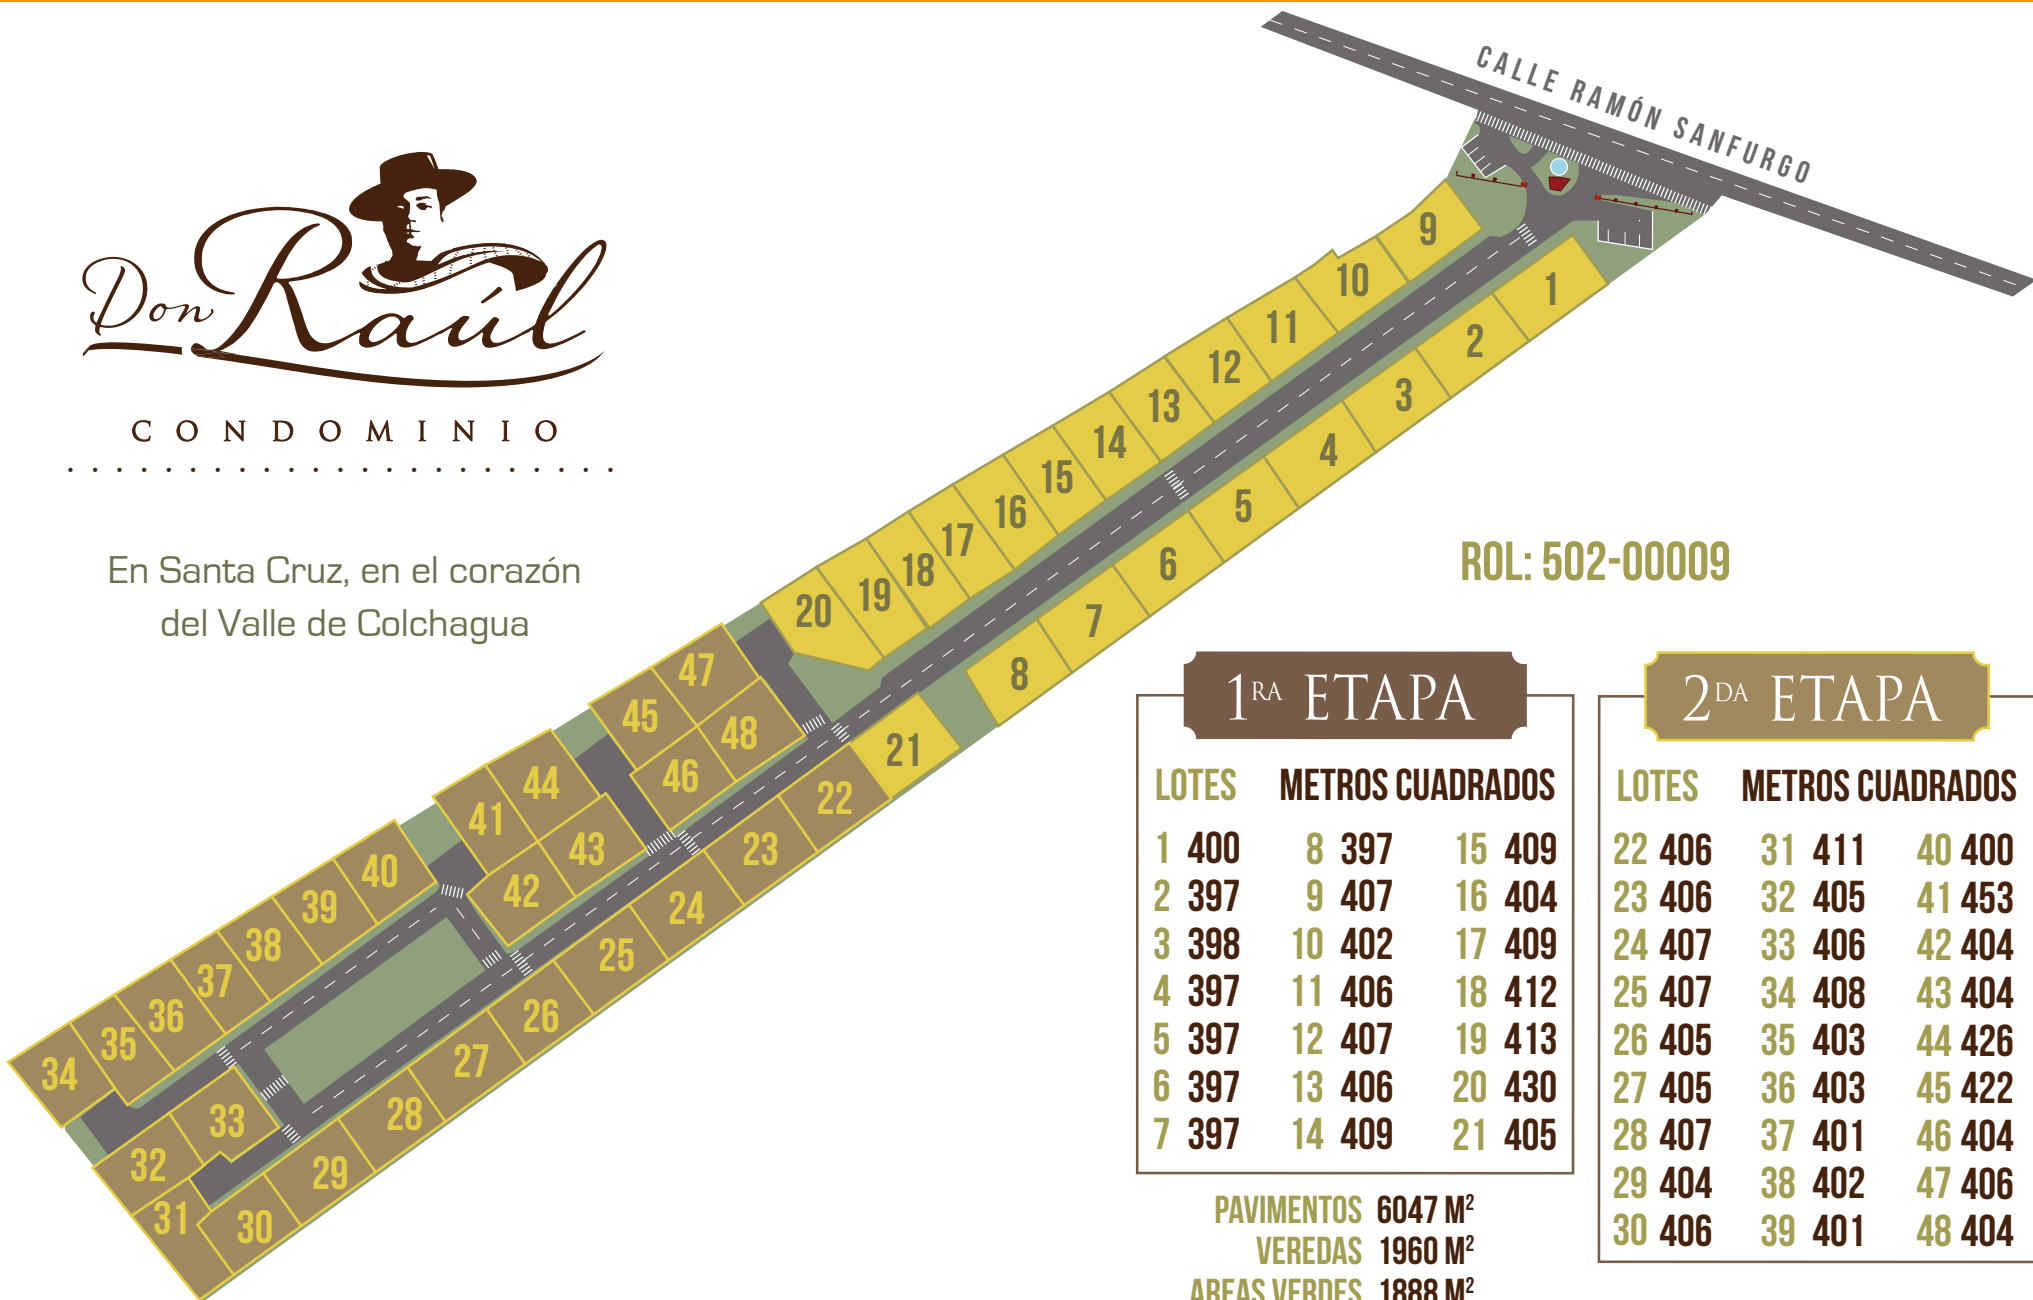 CALLE RAMÓN SANFURGO
Don Raúl
CONDOMINIO
En Santa Cruz, en el corazón
del Valle de Colchagua
9
10
11
12
13
14
15
16
17
18
19
20
1
2
3
4
5
6
7
8
21
47
45
48
46
44
41
43
42
40
39
38
37
36
35
34
22
23
24
25
26
27
28
29
30
31
32
33
ROL: 502-00009
1RA ETAPA
LOTES METROS CUADRADOS
1 400 8 397 15 409
2 397 9 407 16 404
3 398 10 402 17 409
4 397 11 406 18 412
5 397 12 407 19 413
6 397 13 406 20 430
7 397 14 409 21 405
2DA ETAPA
LOTES METROS CUADRADOS
22 406 31 411 40 400
23 406 32 405 41 453
24 407 33 406 42 404
25 407 34 408 43 404
26 405 35 403 44 426
27 405 36 403 45 422
28 407 37 401 46 404
29 404 38 402 47 406
30 406 39 401 48 404
PAVIMENTOS 6047 M²
VEREDAS 1960 M²
AREAS VERDES 1888 M²